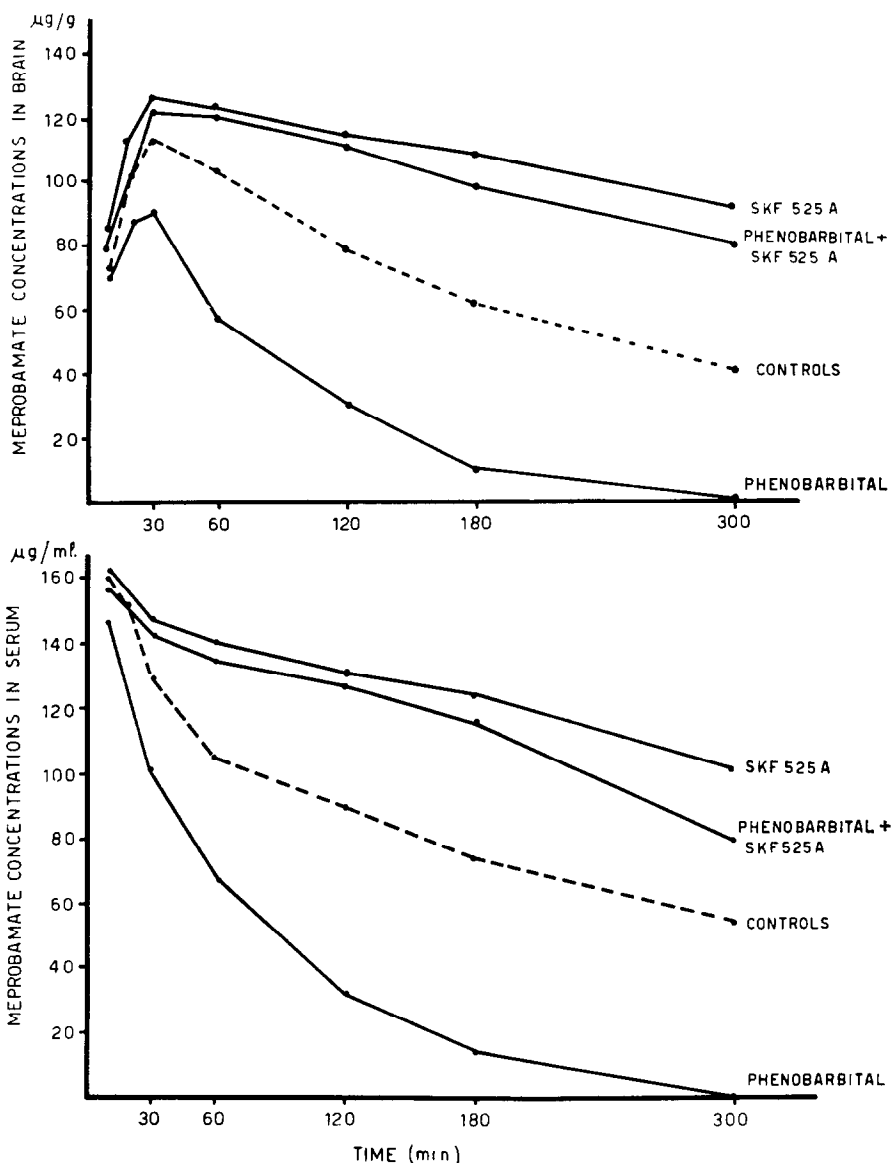 µg/g
MEPROBAMATE CONCENTRATIONS IN BRAIN
140
120
100
80
60
40
20
SKF 525 A
PHENOBARBITAL +
SKF 525 A
CONTROLS
PHENOBARBITAL
30 60 120 180 300
µg/ml.
MEPROBAMATE CONCENTRATIONS IN SERUM
160
140
120
100
80
60
40
20
SKF 525 A
PHENOBARBITAL +
SKF 525 A
CONTROLS
PHENOBARBITAL
30 60 120 180 300
TIME (min)